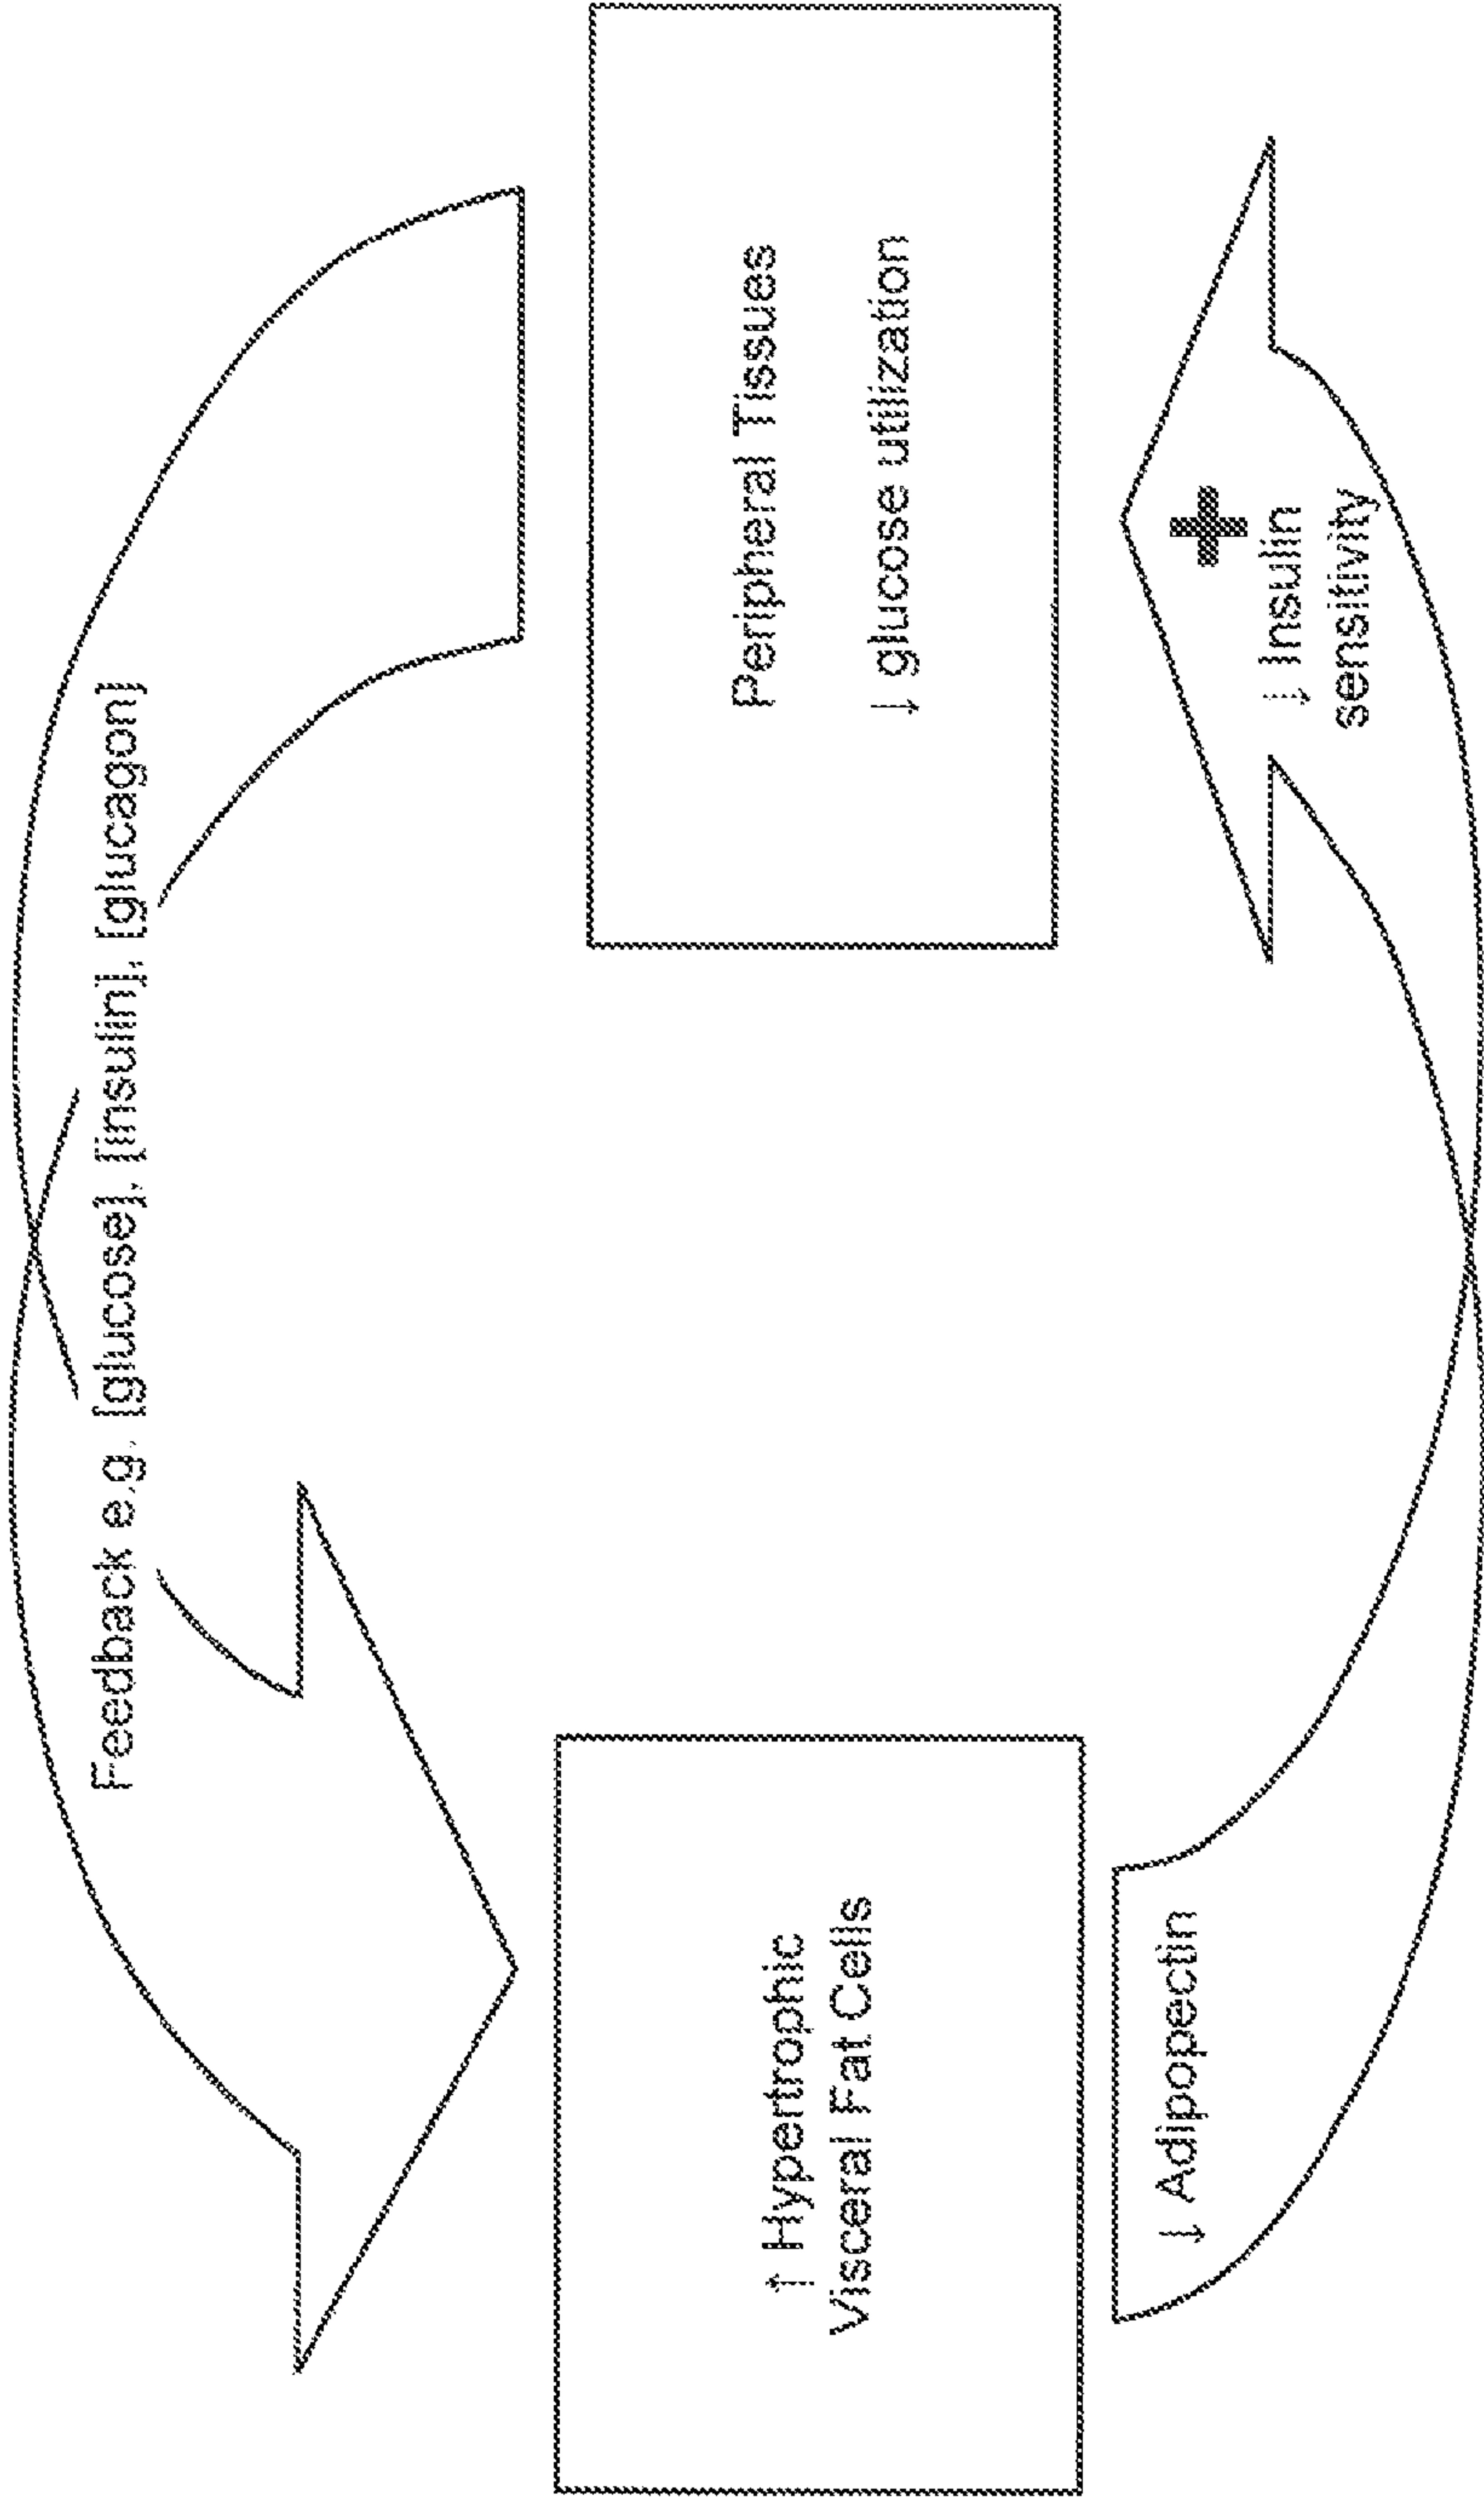 Feedback e.g. [glucose], [insulin], [glucagon]
↑ Hypertrophic
Visceral Fat Cells
Peripheral Tissues
↓ glucose utilization
↓ Adipopectin
+
↓ Insulin
sensitivity